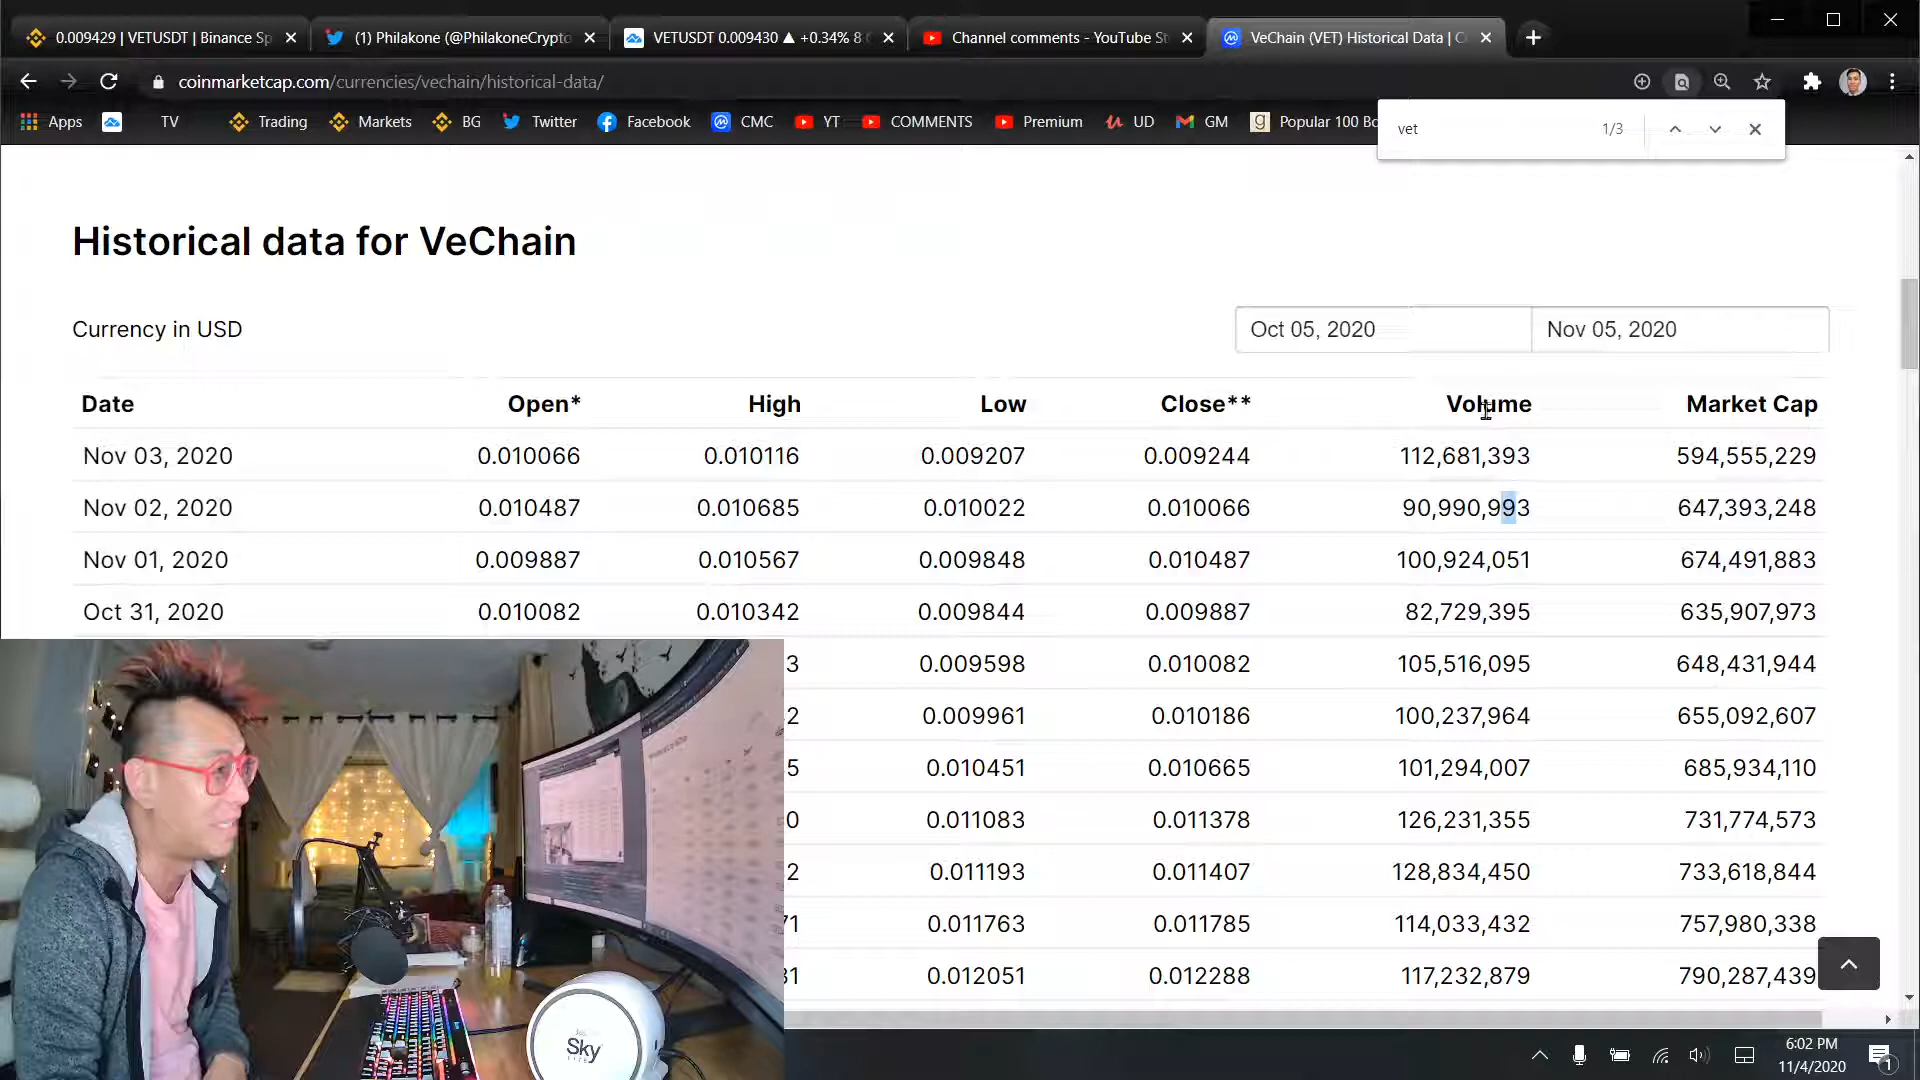 0.009429 | VETUSDT | Binance Sp
(1) Philakone (@PhilakoneCrypto
VETUSDT 0.009430 ▲ +0.34% 8
Channel comments - YouTube St
VeChain (VET) Historical Data | C
coinmarketcap.com/currencies/vechain/historical-data/
Apps TV Trading Markets BG Twitter Facebook CMC YT COMMENTS Premium UD GM Popular 100 Bo
vet 1/3
Historical data for VeChain
Currency in USD Oct 05, 2020 Nov 05, 2020
Date Open* High Low Close** Volume Market Cap
Nov 03, 2020 0.010066 0.010116 0.009207 0.009244 112,681,393 594,555,229
Nov 02, 2020 0.010487 0.010685 0.010022 0.010066 90,990,993 647,393,248
Nov 01, 2020 0.009887 0.010567 0.009848 0.010487 100,924,051 674,491,883
Oct 31, 2020 0.010082 0.010342 0.009844 0.009887 82,729,395 635,907,973
3 0.009598 0.010082 105,516,095 648,431,944
2 0.009961 0.010186 100,237,964 655,092,607
5 0.010451 0.010665 101,294,007 685,934,110
0 0.011083 0.011378 126,231,355 731,774,573
2 0.011193 0.011407 128,834,450 733,618,844
71 0.011763 0.011785 114,033,432 757,980,338
31 0.012051 0.012288 117,232,879 790,287,439
Sky
6:02 PM
11/4/2020
1